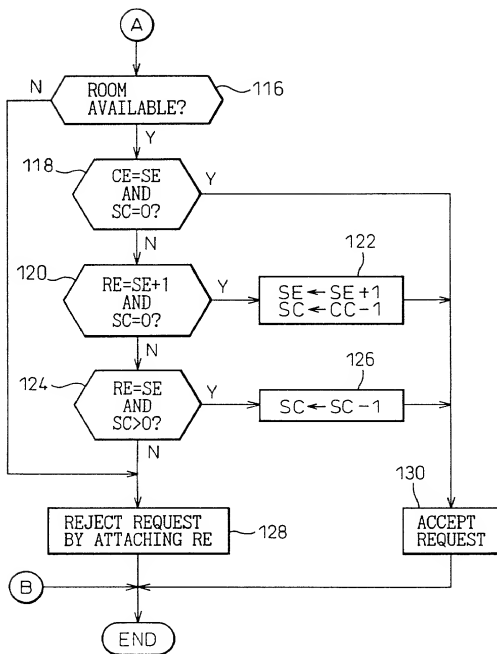 A
N
ROOM
AVAILABLE?
116
Y
118
CE=SE
AND
SC=0?
Y
N
120
RE=SE+1
AND
SC=0?
Y
122
SE←SE+1
SC←CC-1
N
124
RE=SE
AND
SC>0?
Y
126
SC←SC-1
N
REJECT REQUEST
BY ATTACHING RE
128
130
ACCEPT
REQUEST
B
END